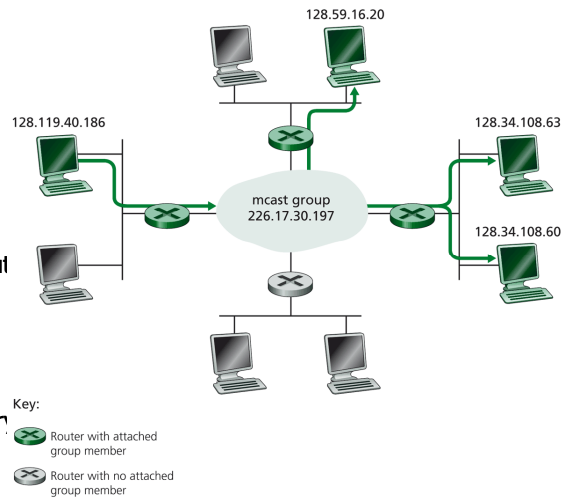 128.59.16.20
128.119.40.186
128.34.108.63
mcast group
226.17.30.197
128.34.108.60
Key:
Router with attached
group member
Router with no attached
group member